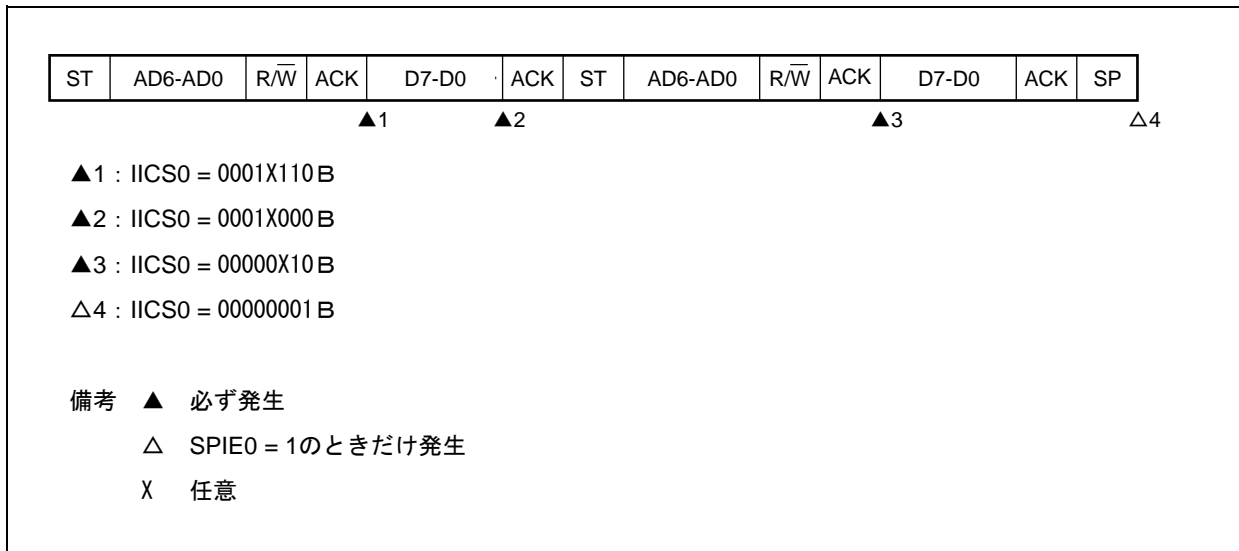 ST AD6-AD0 R/W̅ ACK D7-D0 ACK ST AD6-AD0 R/W̅ ACK D7-D0 ACK SP
▲1 ▲2 ▲3 △4
▲1：IICS0 = 0001X110B
▲2：IICS0 = 0001X000B
▲3：IICS0 = 00000X10B
△4：IICS0 = 00000001B
備考 ▲ 必ず発生
△ SPIE0 = 1のときだけ発生
X 任意